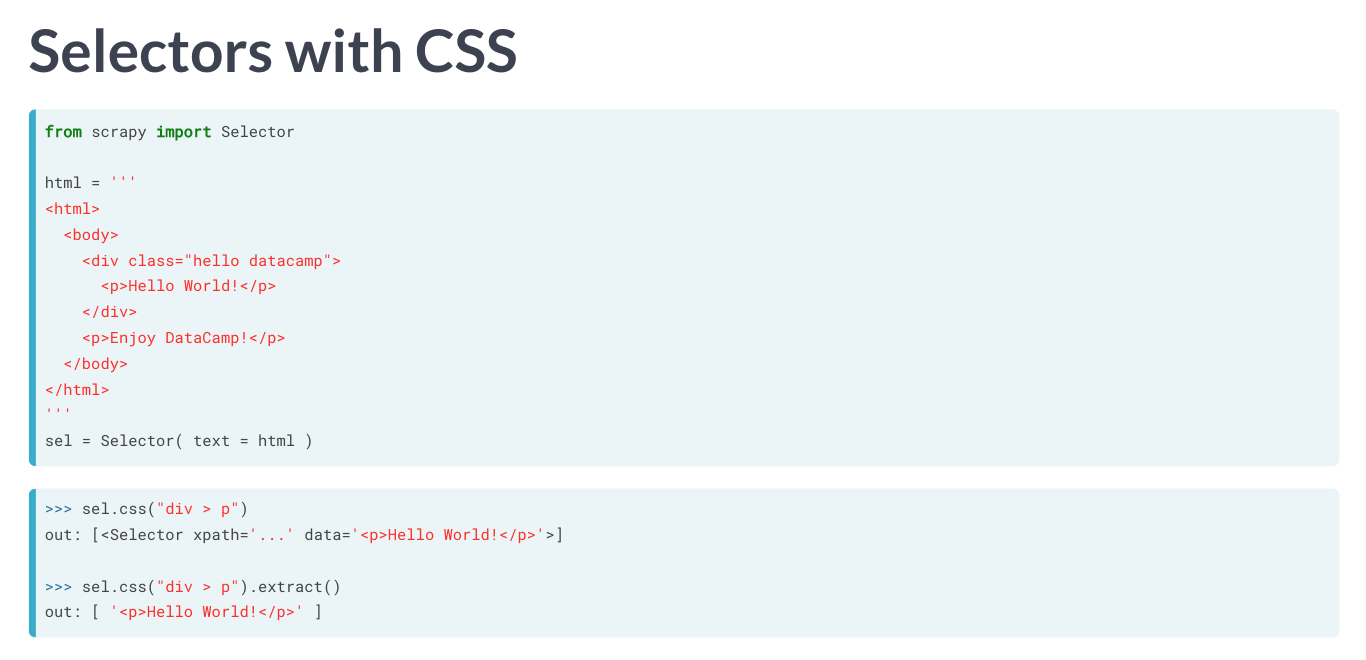 Selectors with CSS
from scrapy import Selector
html = '''
<html>
  <body>
    <div class="hello datacamp">
      <p>Hello World!</p>
    </div>
    <p>Enjoy DataCamp!</p>
  </body>
</html>
'''
sel = Selector( text = html )
>>> sel.css("div > p")
out: [<Selector xpath='...' data='<p>Hello World!</p>'>]
>>> sel.css("div > p").extract()
out: [ '<p>Hello World!</p>' ]